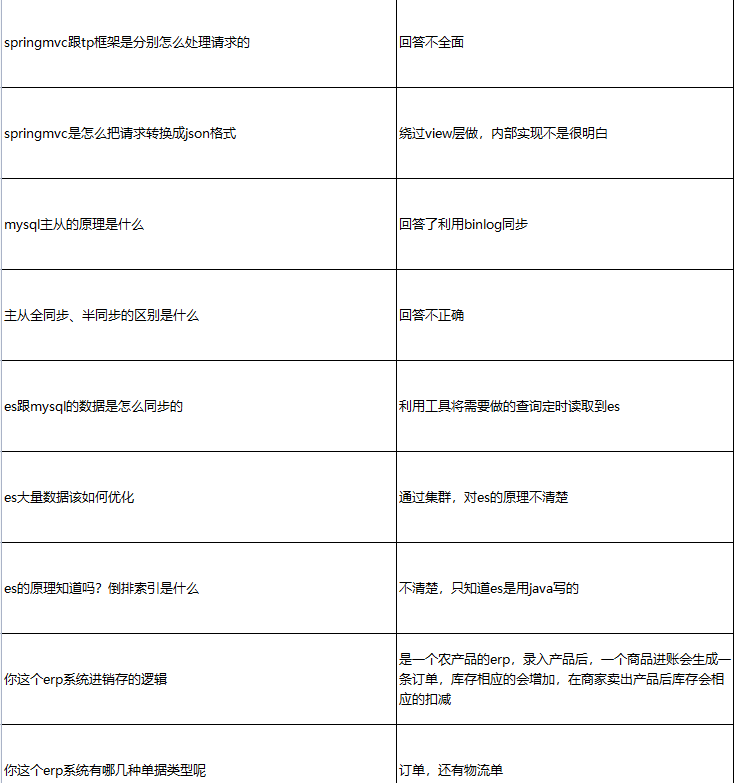 springmvc跟tp框架是分别怎么处理请求的
回答不全面
springmvc是怎么把请求转换成json格式
绕过view层做，内部实现不是很明白
mysql主从的原理是什么
回答了利用binlog同步
主从全同步、半同步的区别是什么
回答不正确
es跟mysql的数据是怎么同步的
利用工具将需要做的查询定时读取到es
es大量数据该如何优化
通过集群，对es的原理不清楚
es的原理知道吗？倒排索引是什么
不清楚，只知道es是用java写的
你这个erp系统进销存的逻辑
是一个农产品的erp，录入产品后，一个商品进账会生成一
条订单，库存相应的会增加，在商家卖出产品后库存会相
应的扣减
你这个erp系统有哪几种单据类型呢
订单，还有物流单